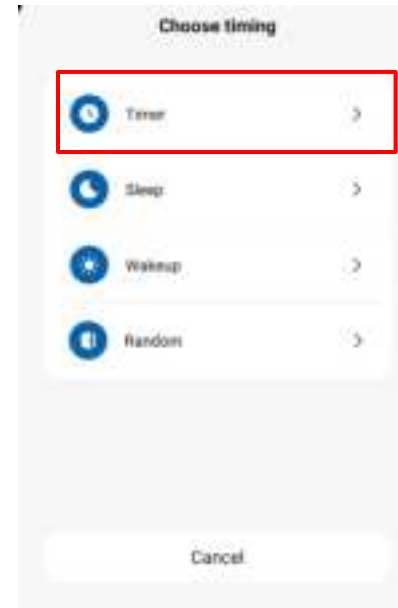 Choose timing
Timer
Sleep
Wakeup
Random
Cancel